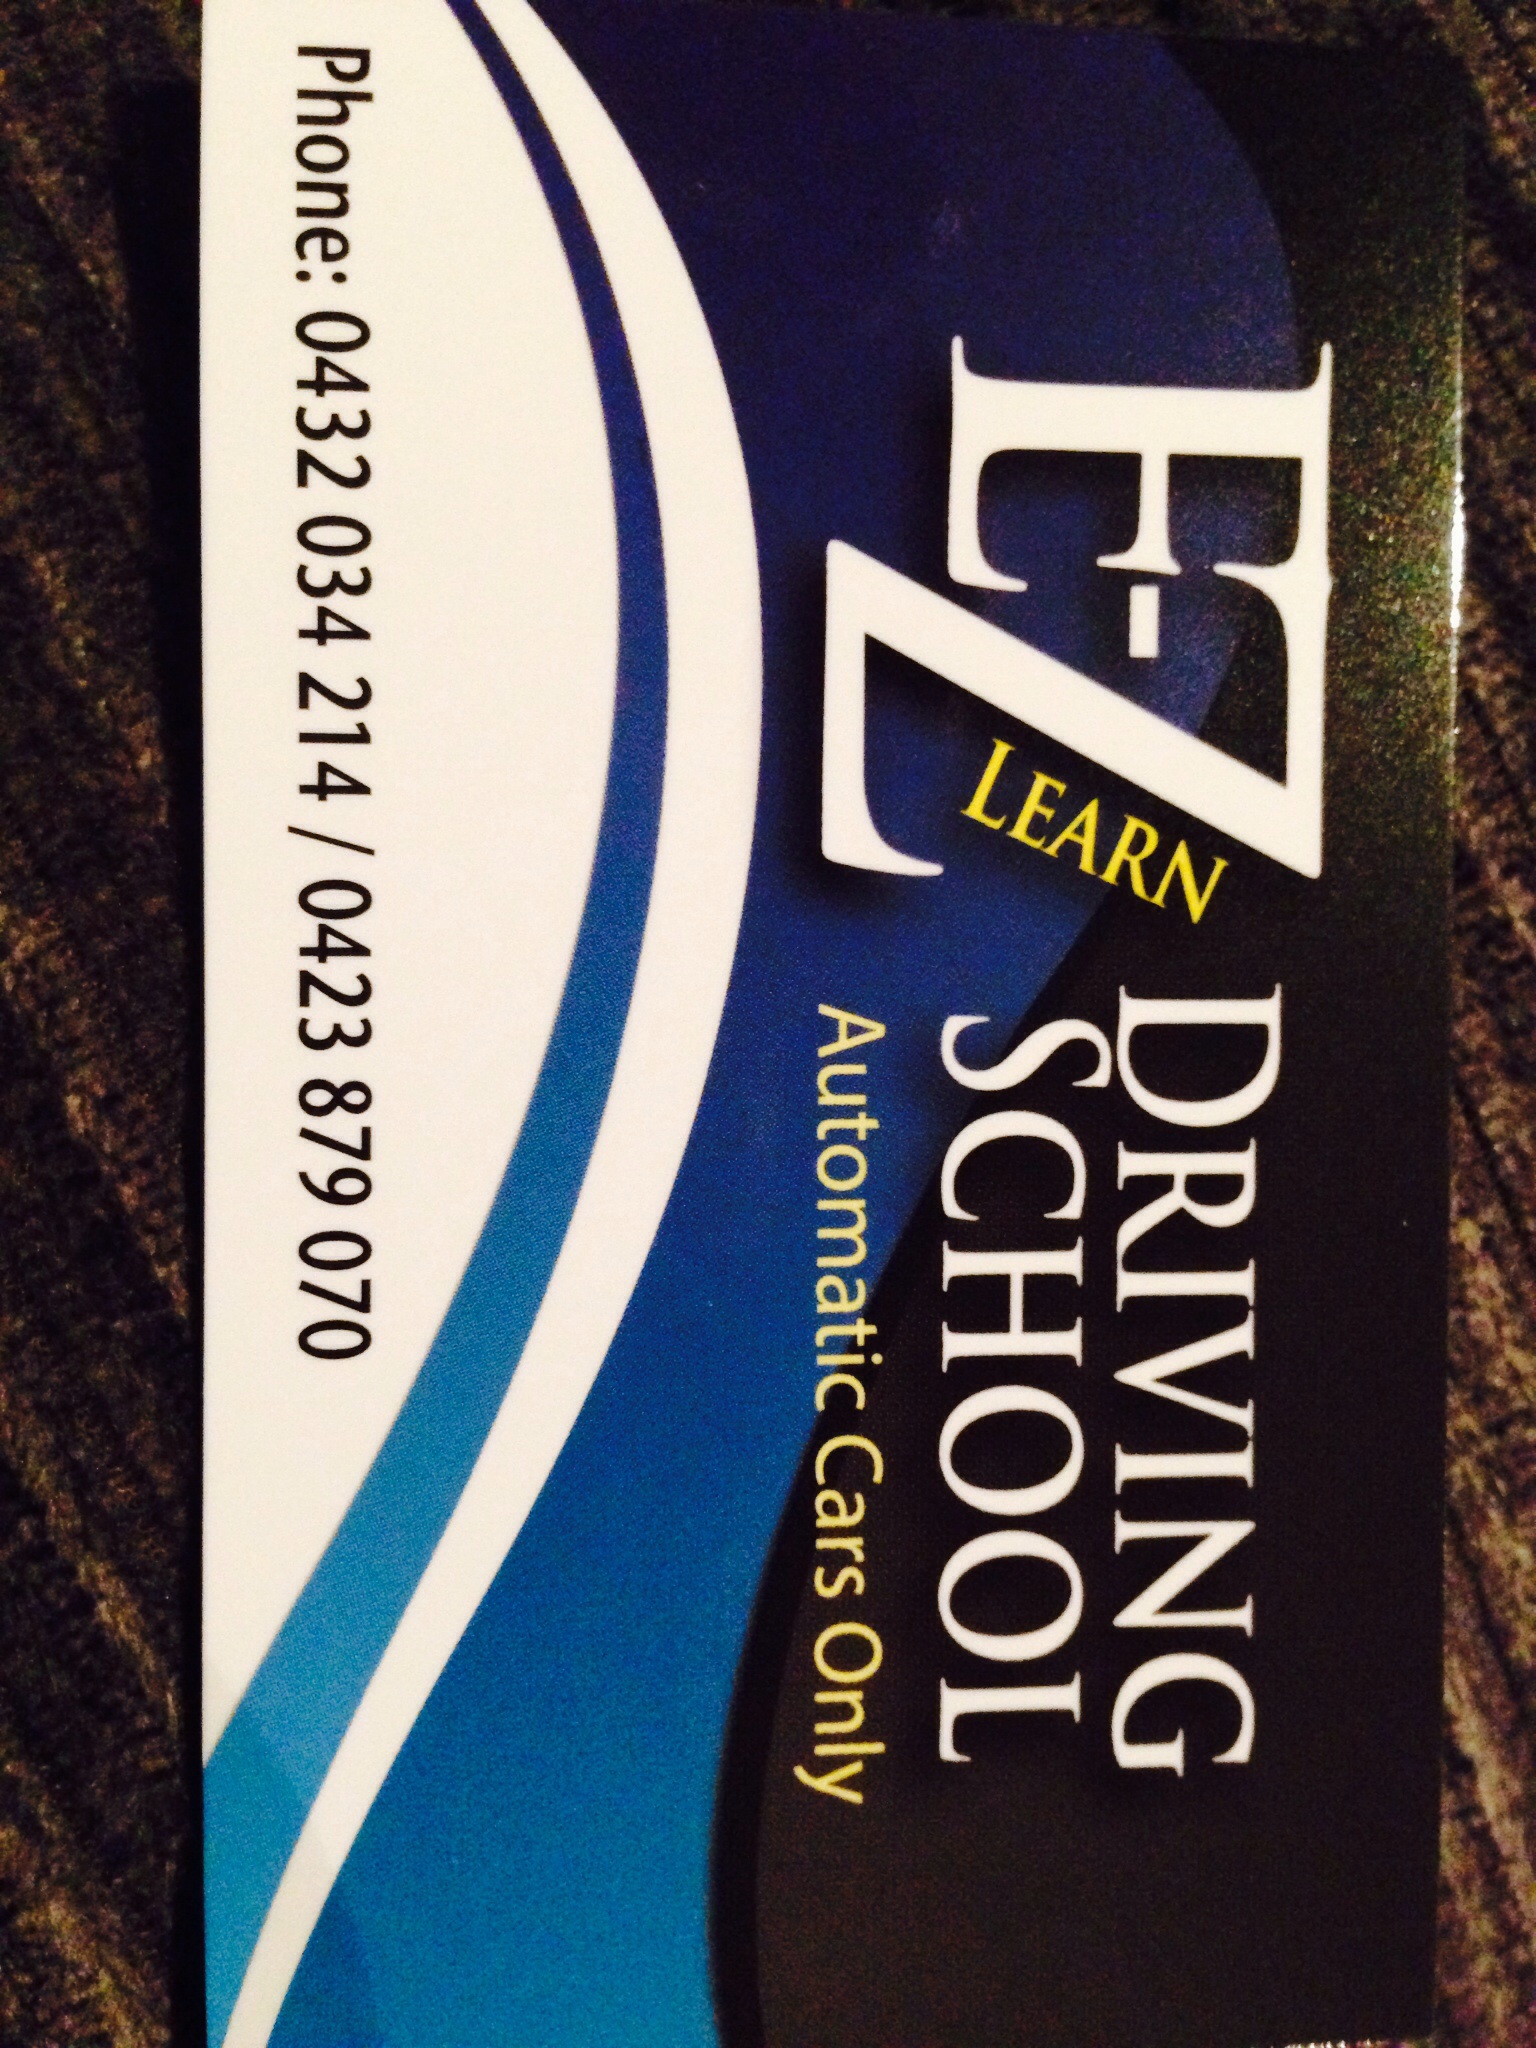 E-Z
LEARN
DRIVING
SCHOOL
Automatic Cars Only
Phone: 0432 034 214 / 0423 879 070